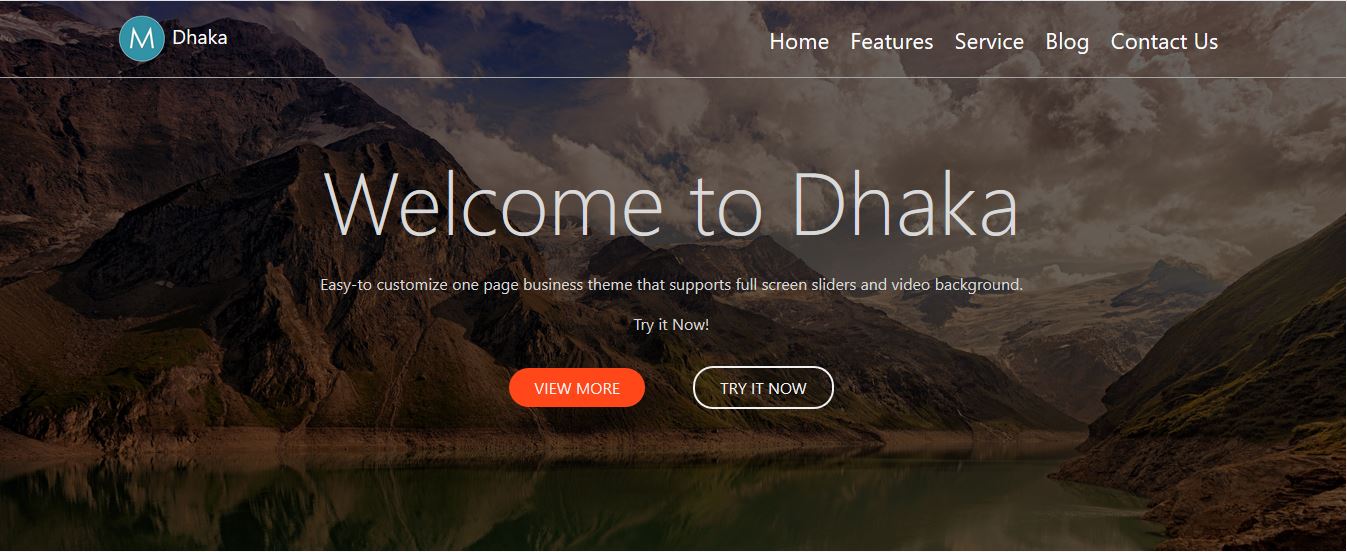 M Dhaka
Home Features Service Blog Contact Us
Welcome to Dhaka
Easy-to customize one page business theme that supports full screen sliders and video background.
Try it Now!
VIEW MORE
TRY IT NOW